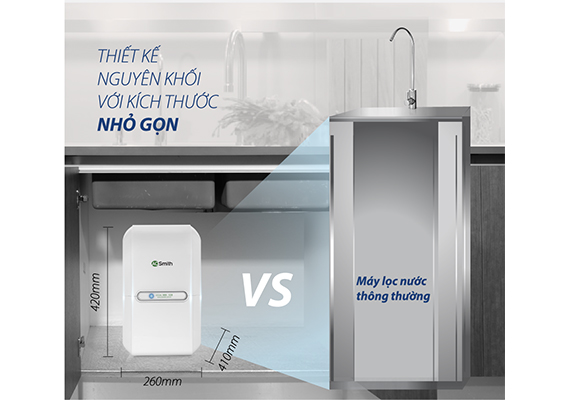 THIẾT KẾ
NGUYÊN KHỐI
VỚI KÍCH THƯỚC
NHỎ GỌN
AO Smith
420mm
260mm
410mm
VS
Máy lọc nước
thông thường